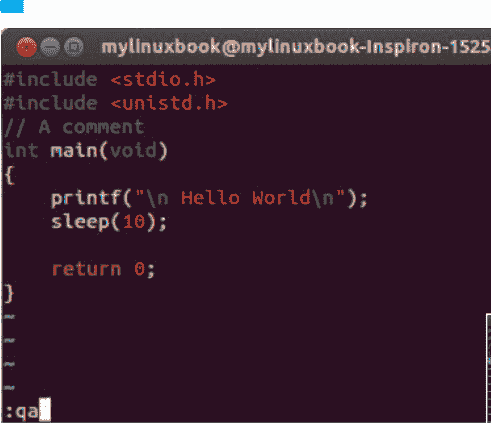 mylinuxbook@mylinuxbook-Inspiron-1525
#include <stdio.h>
#include <unistd.h>
// A comment
int main(void)
{
    printf("\n Hello World\n");
    sleep(10);

    return 0;
}
~
~
~
~
:qa